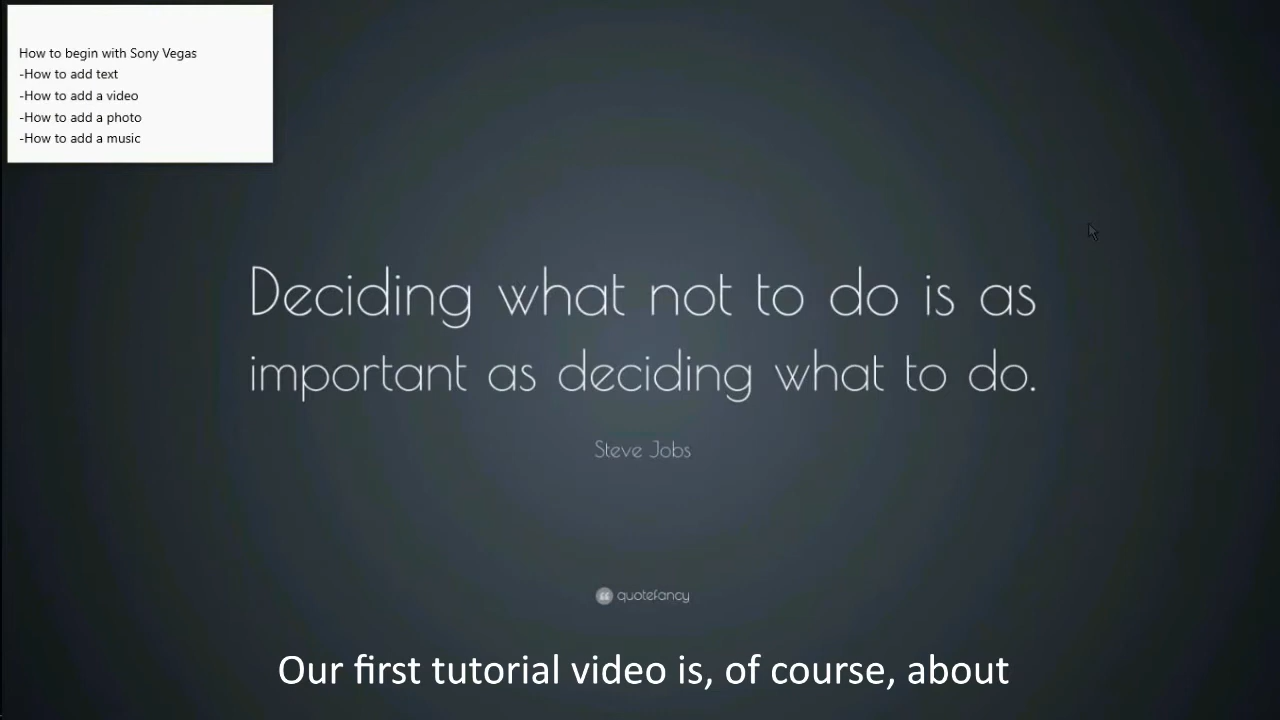 How to begin with Sony Vegas
-How to add text
-How to add a video
-How to add a photo
-How to add a music
Deciding what not to do is as
important as deciding what to do.
Steve Jobs
quotefancy
Our first tutorial video is, of course, about